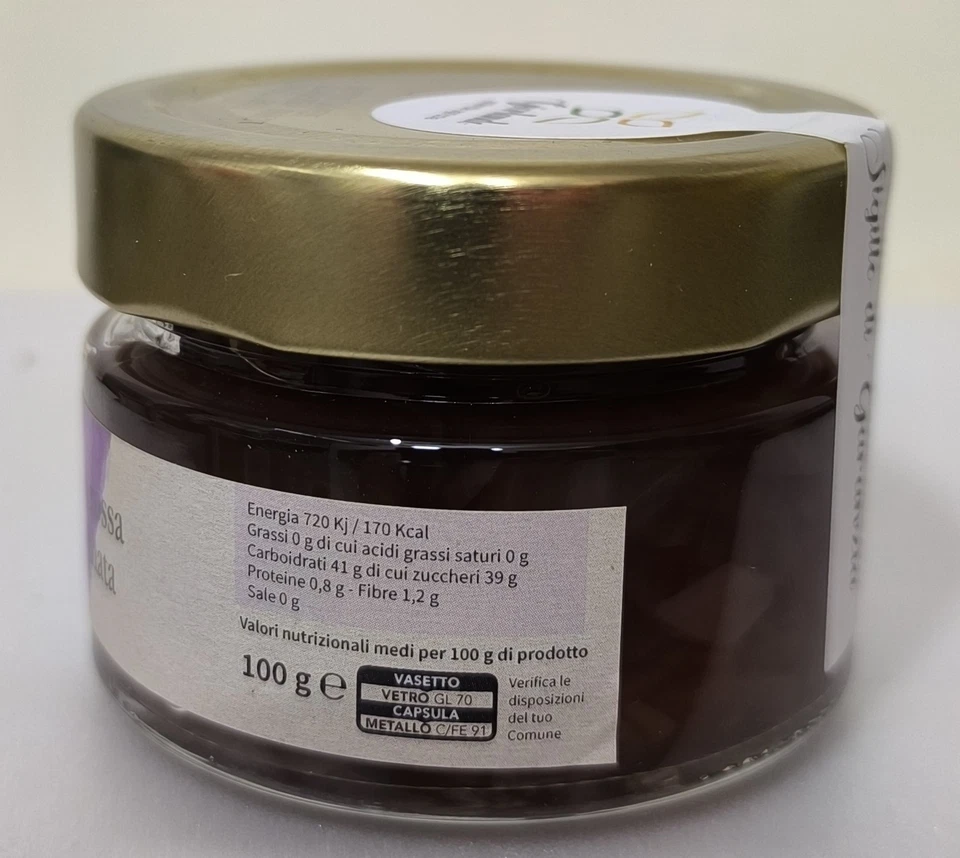 Energia 720 Kj / 170 Kcal
Grassi 0 g di cui acidi grassi saturi 0 g
Carboidrati 41 g di cui zuccheri 39 g
Proteine 0,8 g - Fibre 1,2 g
Sale 0 g
Valori nutrizionali medi per 100 g di prodotto
100 g ℮
VASETTO
VETRO GL 70
CAPSULA
METALLO C/FE 91
Verifica le
disposizioni
del tuo
Comune
ssa
ata
di